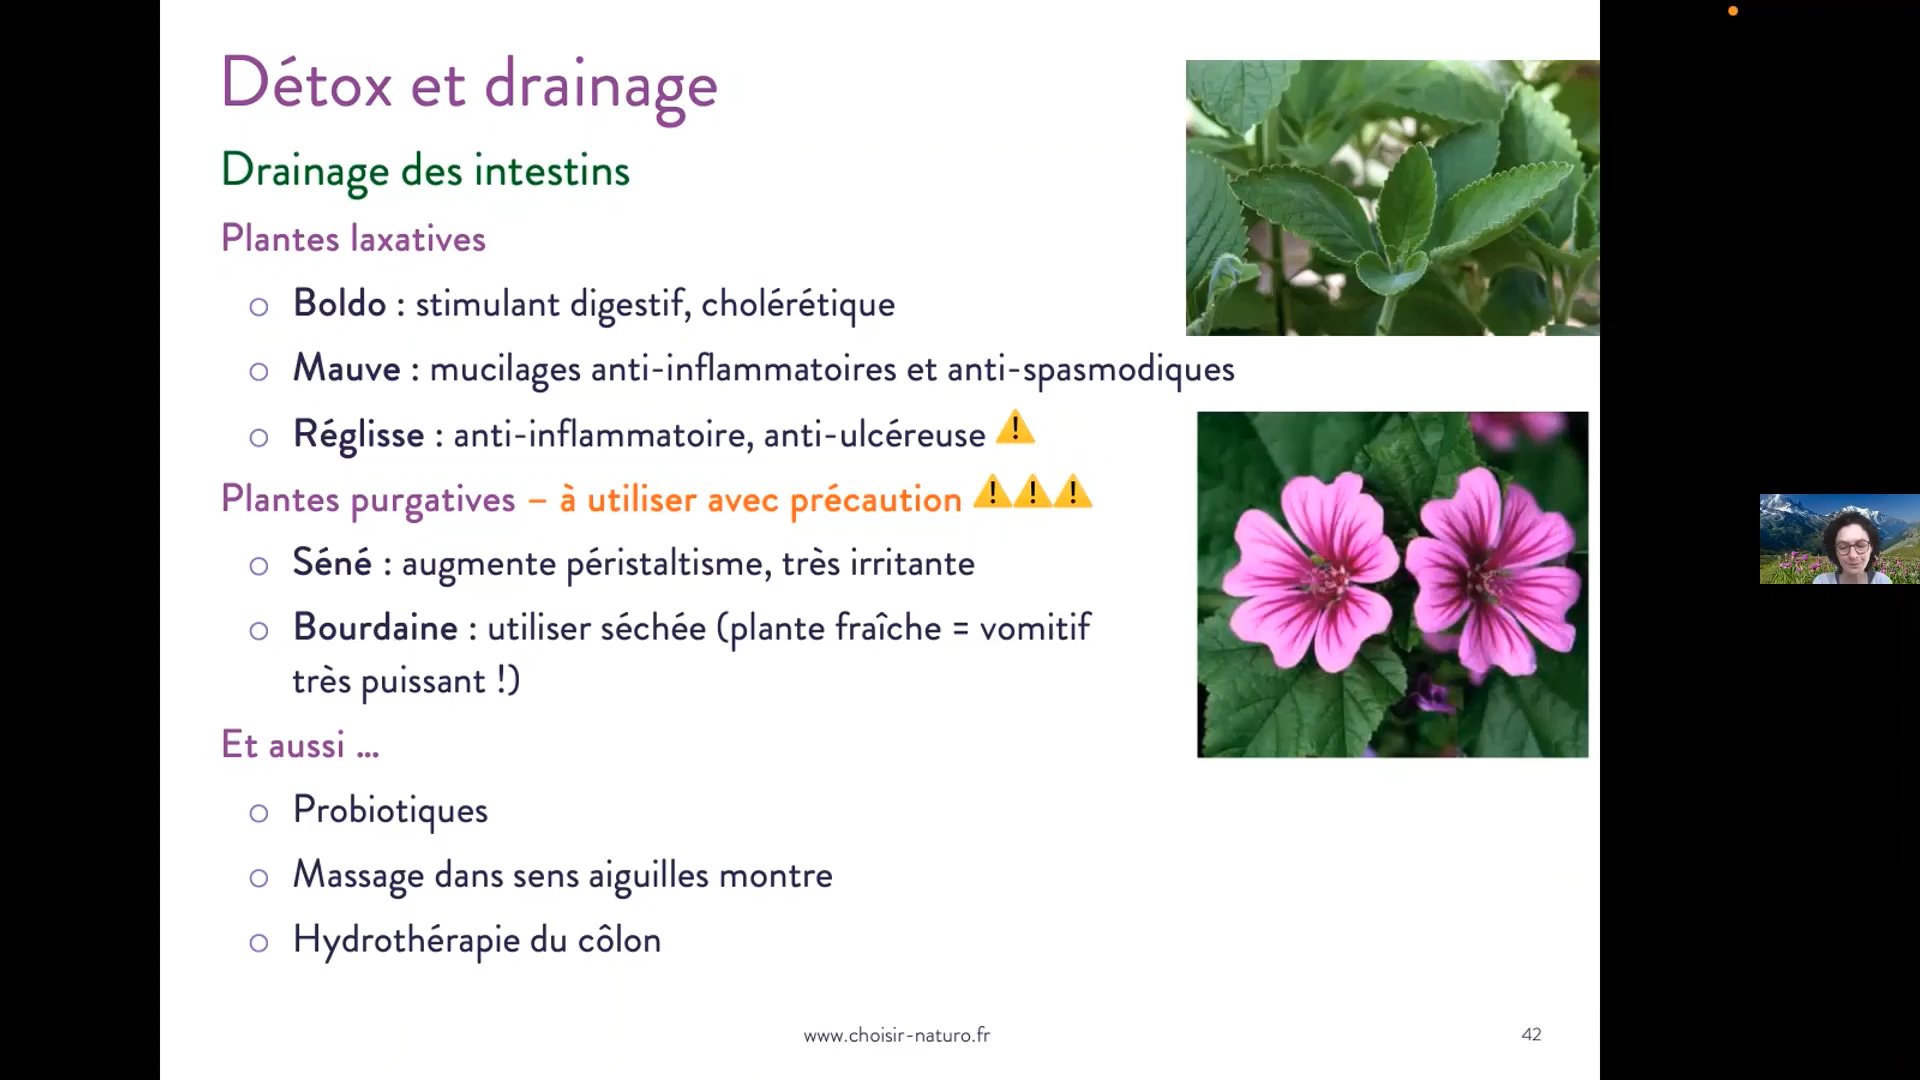 Détox et drainage
Drainage des intestins
Plantes laxatives
Boldo : stimulant digestif, cholérétique
Mauve : mucilages anti-inflammatoires et anti-spasmodiques
Réglisse : anti-inflammatoire, anti-ulcéreuse ⚠️
Plantes purgatives – à utiliser avec précaution ⚠️⚠️⚠️
Séné : augmente péristaltisme, très irritante
Bourdaine : utiliser séchée (plante fraîche = vomitif
très puissant !)
Et aussi ...
Probiotiques
Massage dans sens aiguilles montre
Hydrothérapie du côlon
www.choisir-naturo.fr
42